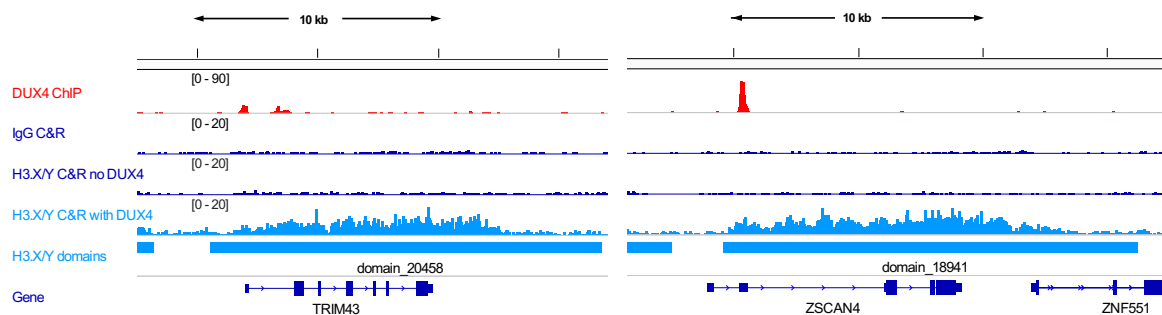 10 kb
10 kb
DUX4 ChIP
[0 - 90]
IgG C&R
[0 - 20]
H3.X/Y C&R no DUX4
[0 - 20]
H3.X/Y C&R with DUX4
[0 - 20]
H3.X/Y domains
domain_20458
domain_18941
Gene
TRIM43
ZSCAN4
ZNF551